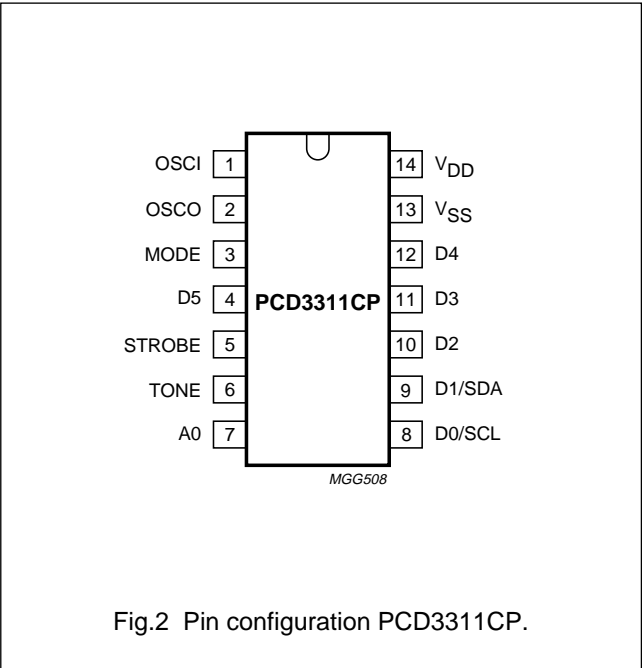 OSCI 1 14 VDD
OSCO 2 13 VSS
MODE 3 12 D4
D5 4 PCD3311CP 11 D3
STROBE 5 10 D2
TONE 6 9 D1/SDA
A0 7 8 D0/SCL
MGG508
Fig.2 Pin configuration PCD3311CP.